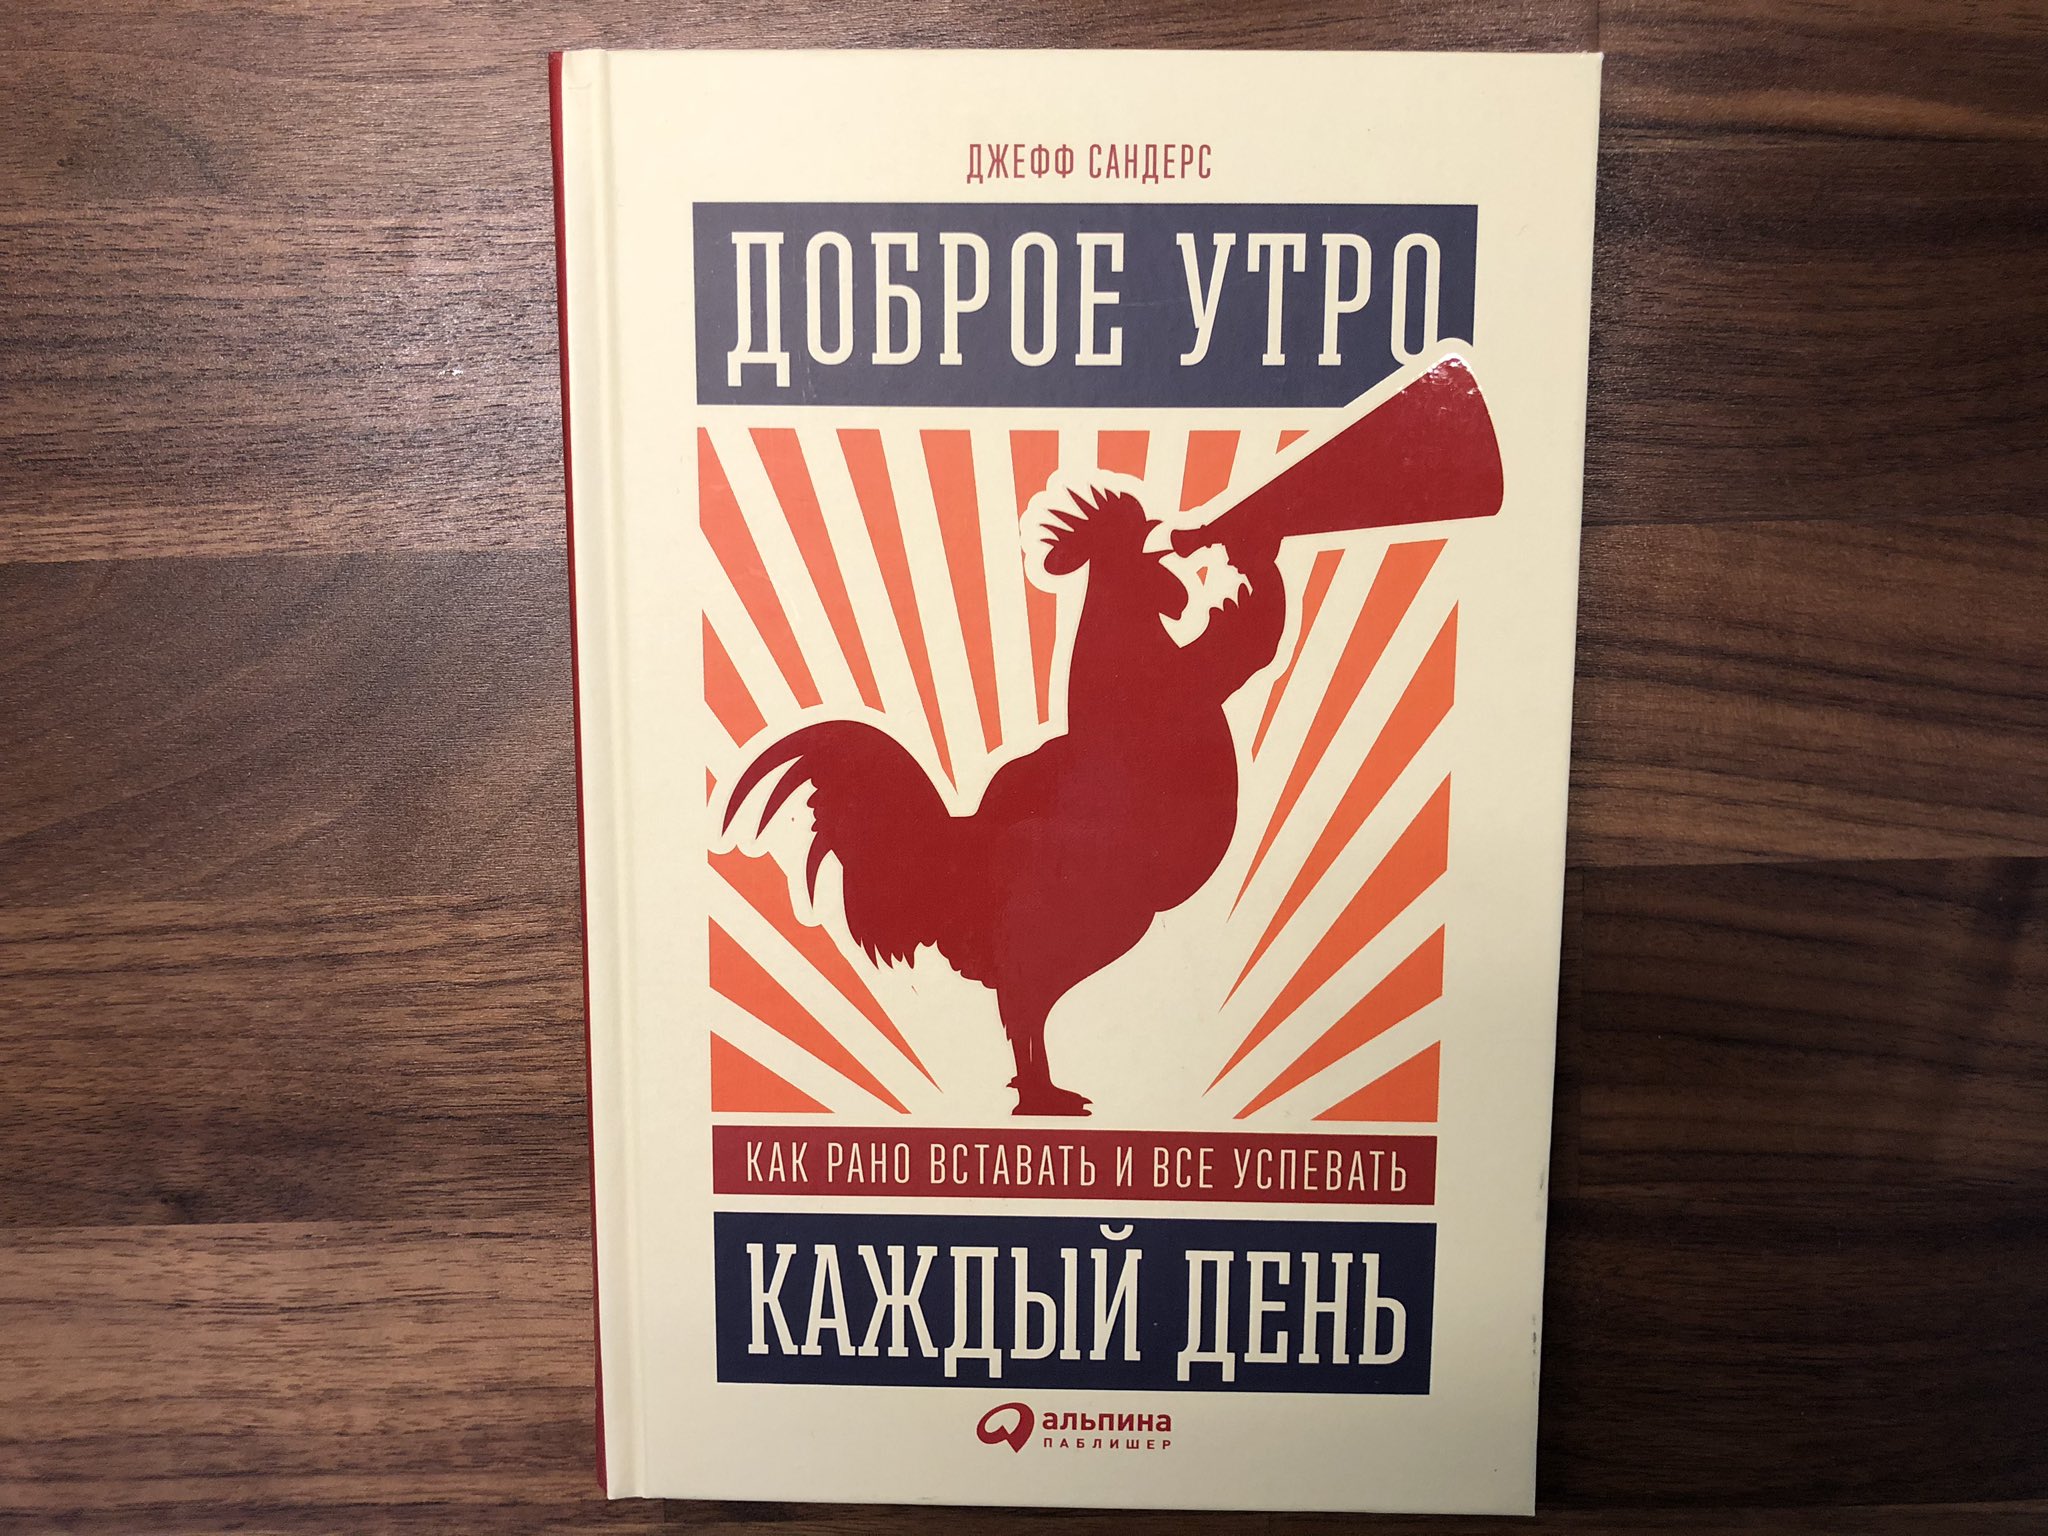 ДЖЕФФ САНДЕРС
ДОБРОЕ УТРО
КАК РАНО ВСТАВАТЬ И ВСЕ УСПЕВАТЬ
КАЖДЫЙ ДЕНЬ
альпина
ПАБЛИШЕР